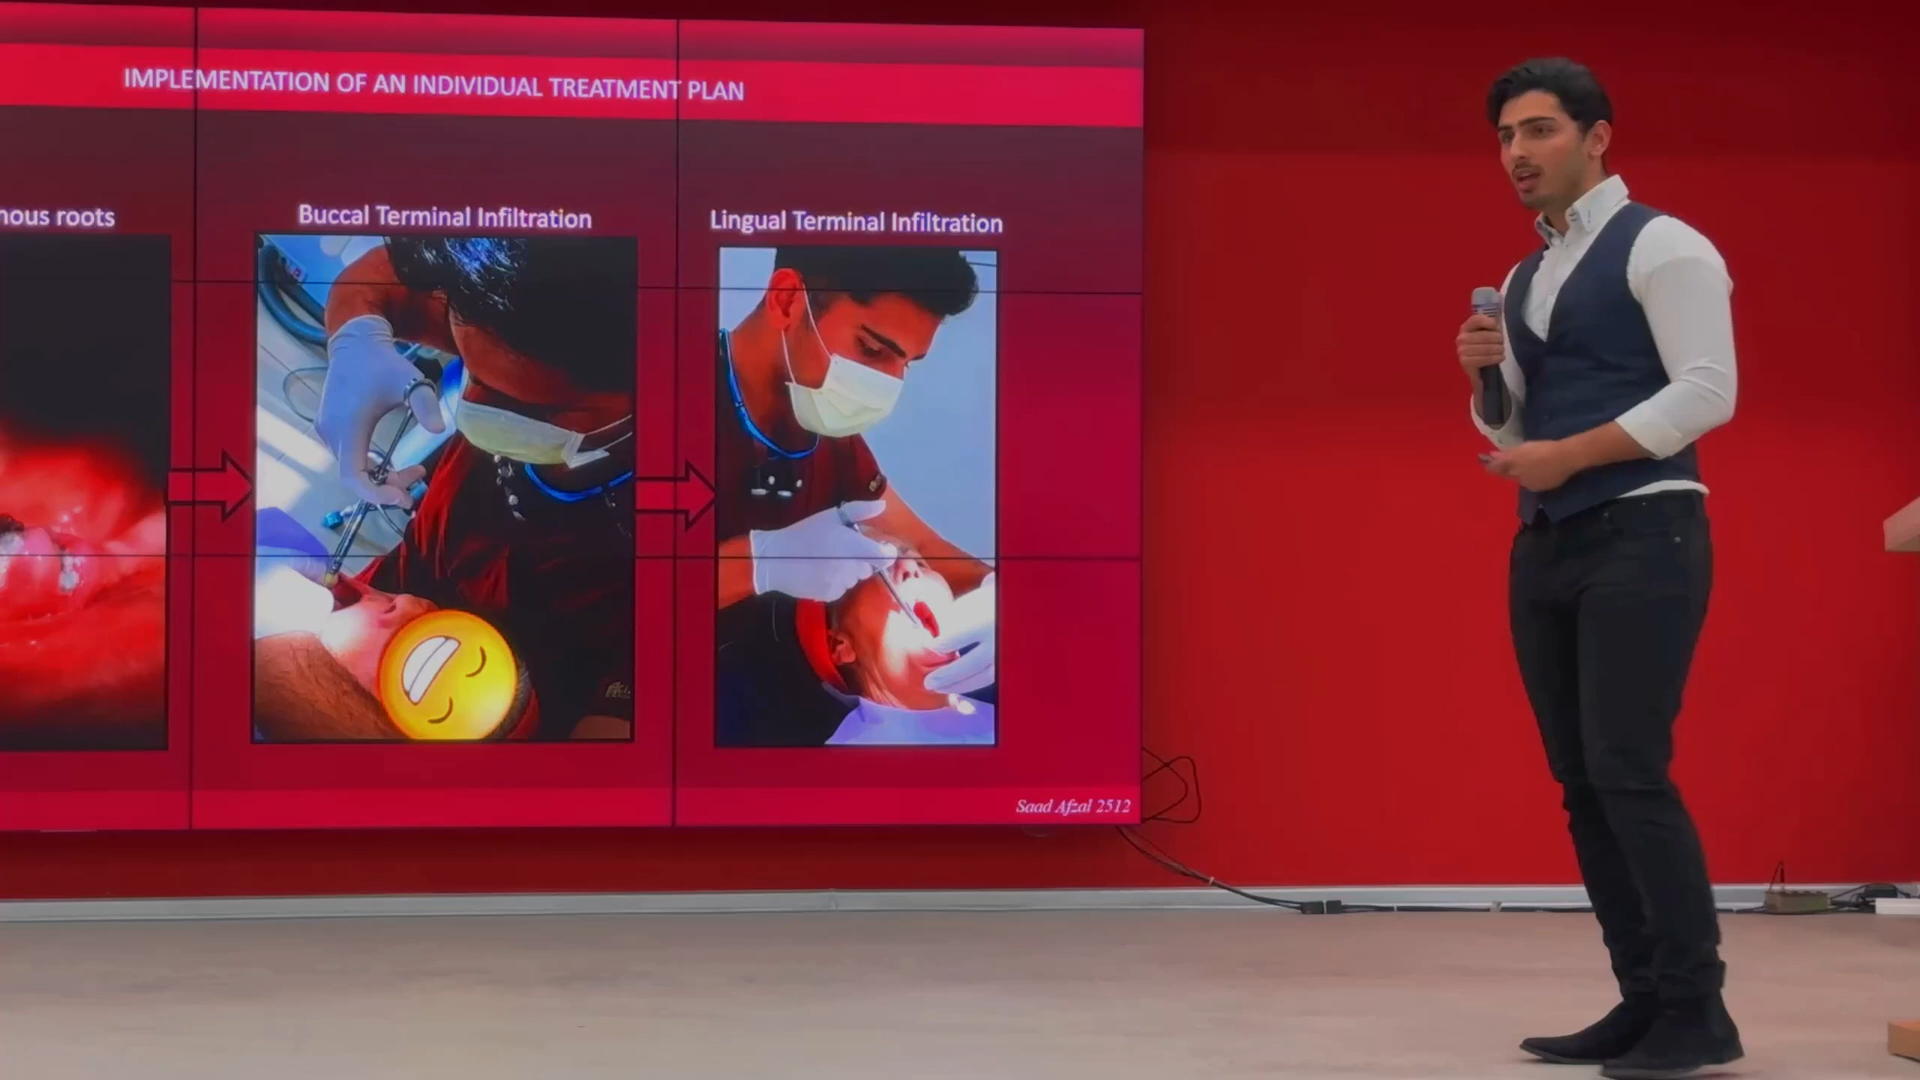 IMPLEMENTATION OF AN INDIVIDUAL TREATMENT PLAN
nous roots
Buccal Terminal Infiltration
Lingual Terminal Infiltration
Saad Afzal 2512